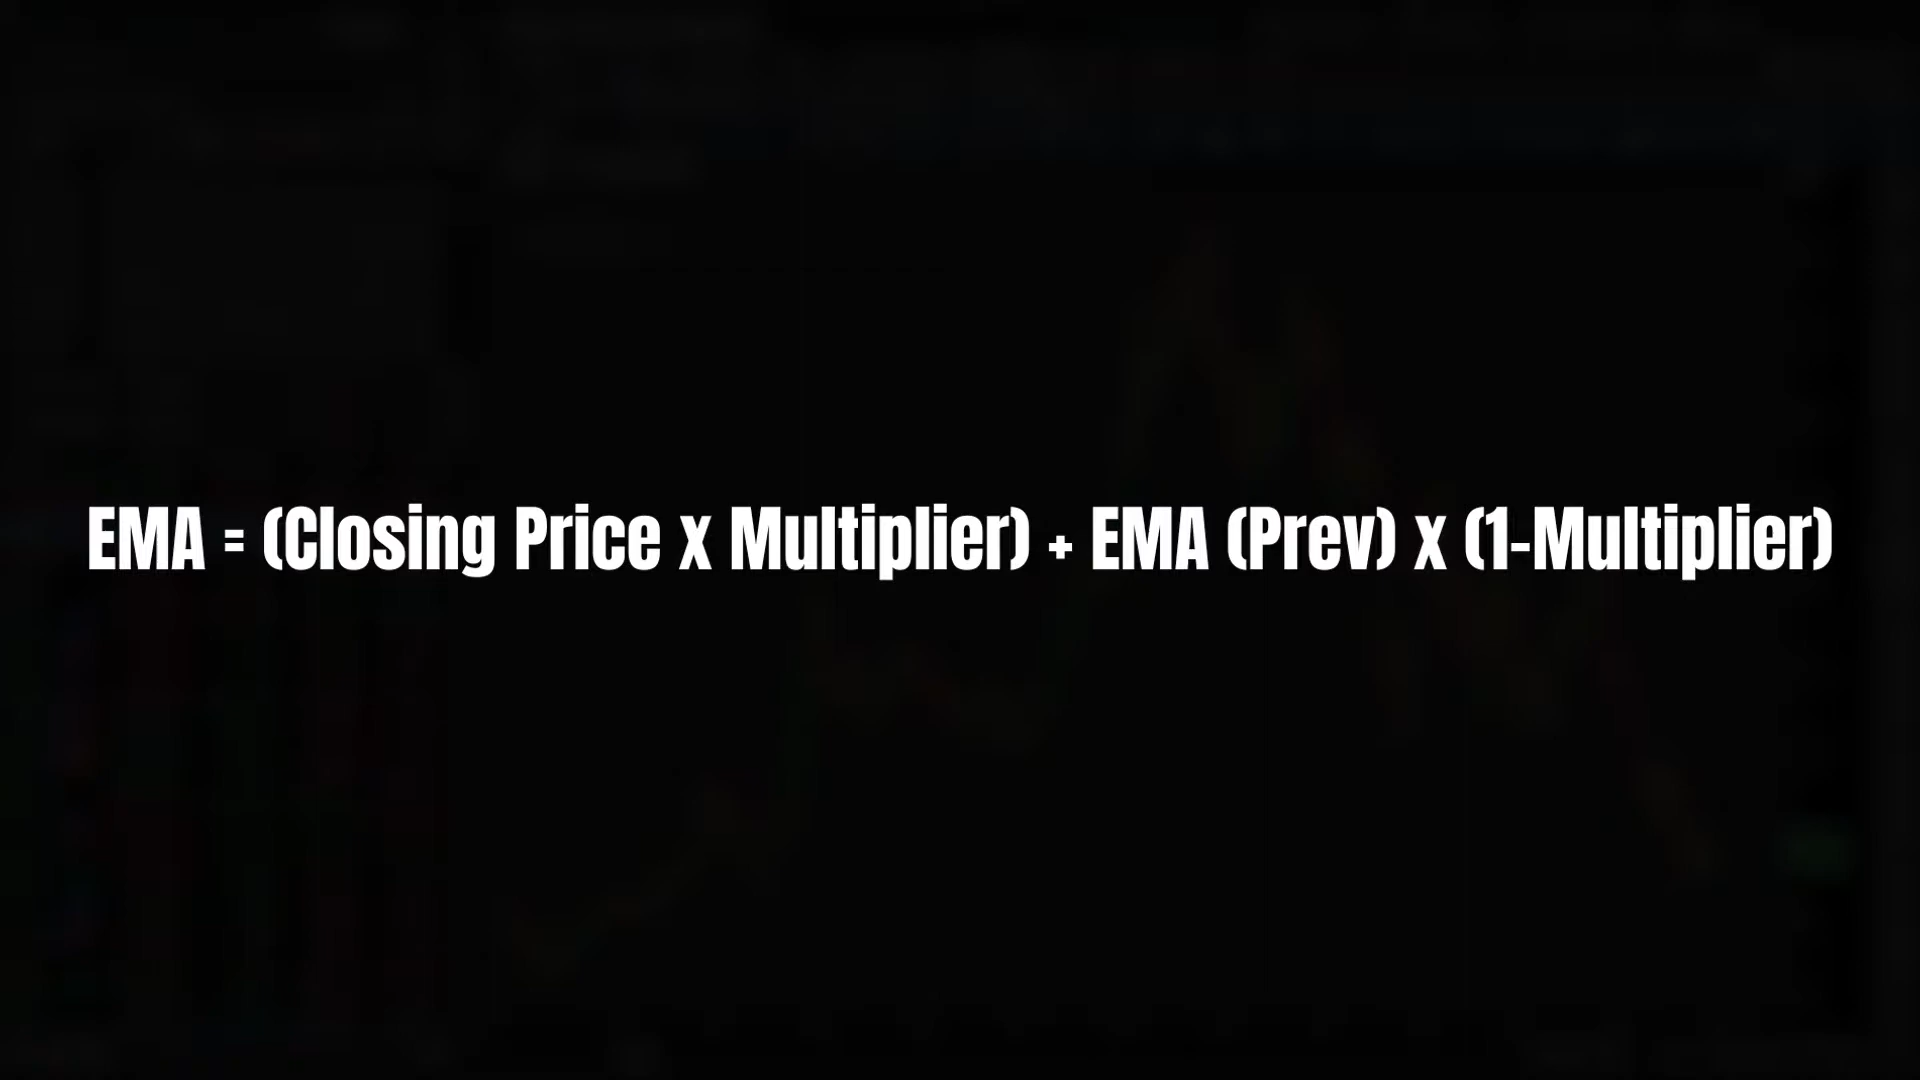 EMA = (Closing Price x Multiplier) + EMA (Prev) x (1-Multiplier)